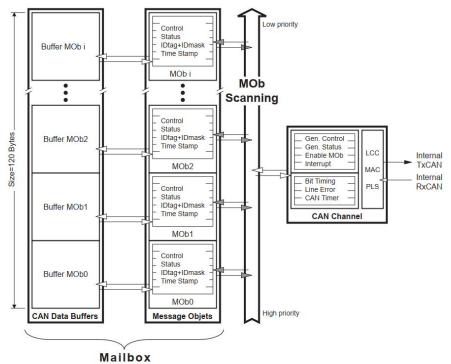 Size=120 Bytes
Buffer MOb i
Buffer MOb2
Buffer MOb1
Buffer MOb0
CAN Data Buffers
Control
Status
IDtag+IDmask
Time Stamp
MOb i
Control
Status
IDtag+IDmask
Time Stamp
MOb2
Control
Status
IDtag+IDmask
Time Stamp
MOb1
Control
Status
IDtag+IDmask
Time Stamp
MOb0
Message Objets
Mailbox
Low priority
MOb
Scanning
High priority
Gen. Control
Gen. Status
Enable MOb
Interrupt
Bit Timing
Line Error
CAN Timer
LCC
MAC
PLS
CAN Channel
Internal
TxCAN
Internal
RxCAN